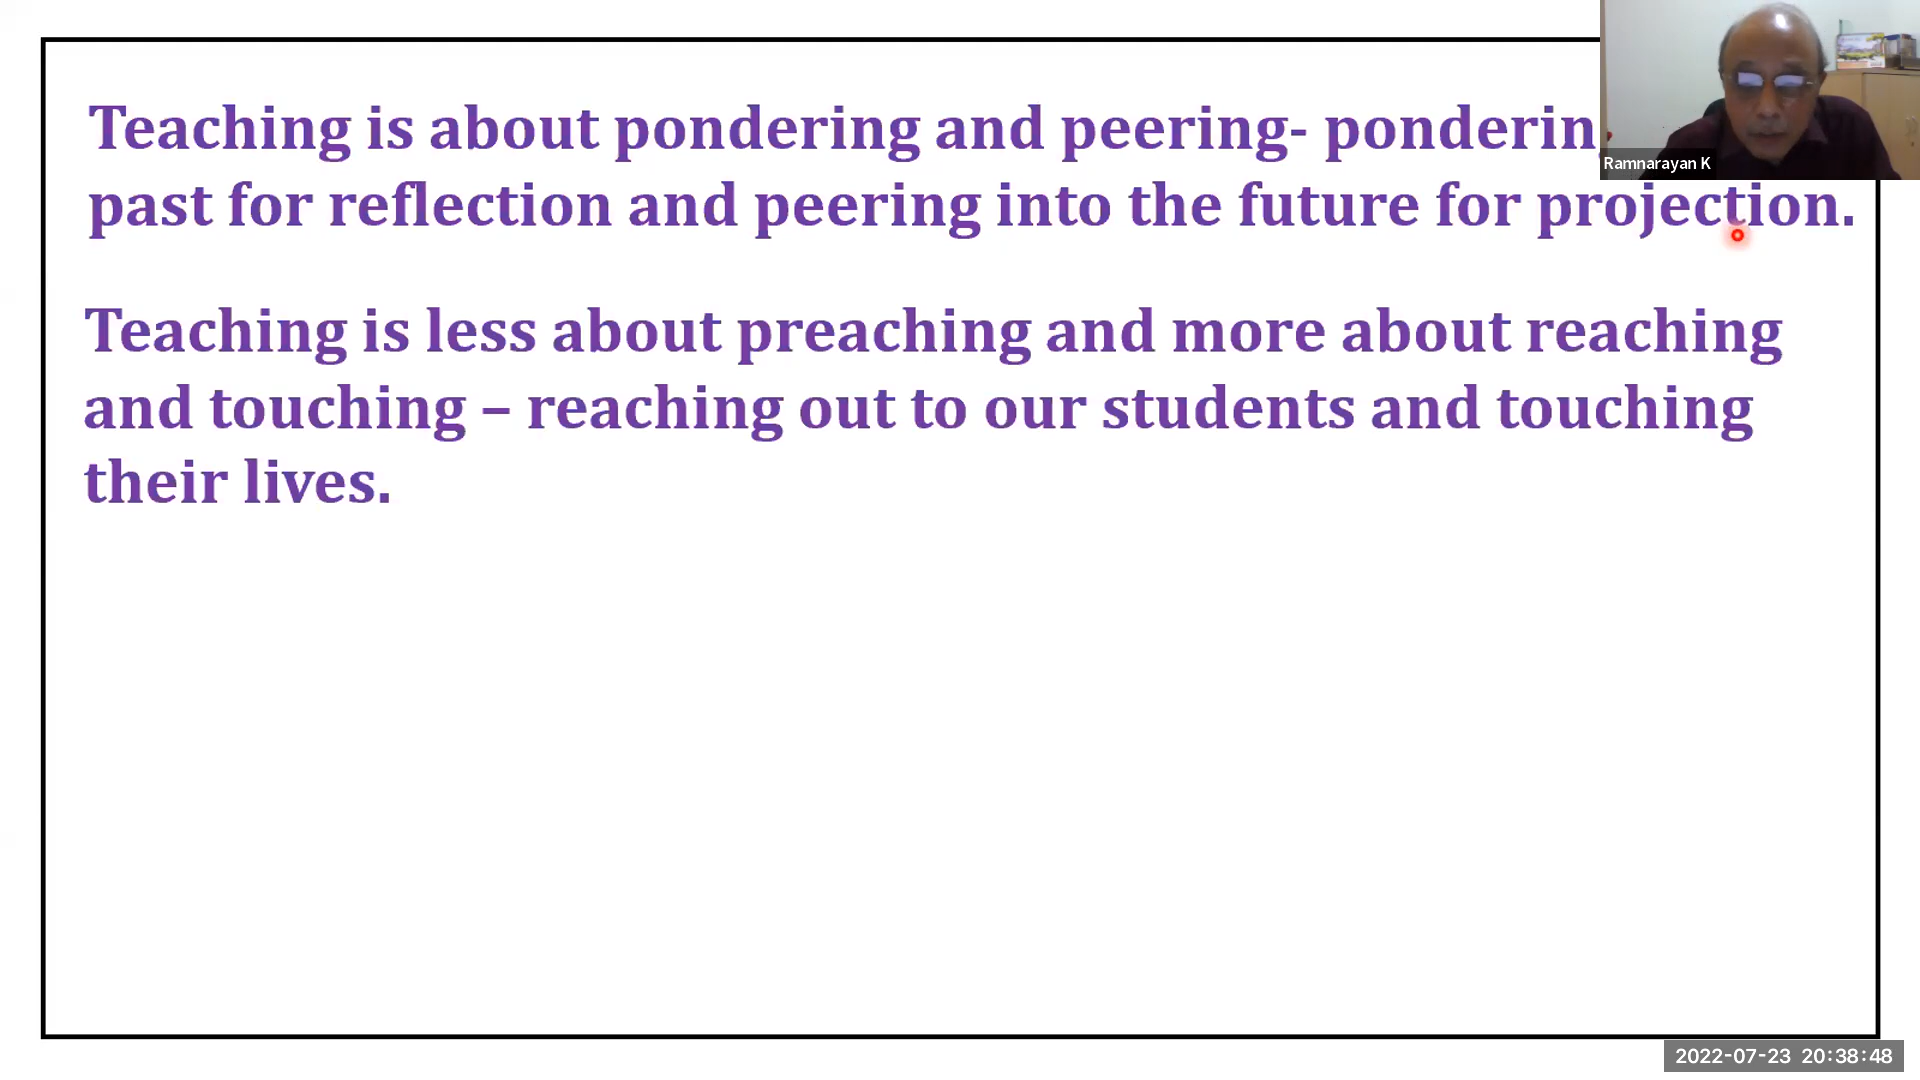 Teaching is about pondering and peering- ponderin
past for reflection and peering into the future for projection.
Teaching is less about preaching and more about reaching
and touching – reaching out to our students and touching
their lives.
Ramnarayan K
2022-07-23 20:38:48